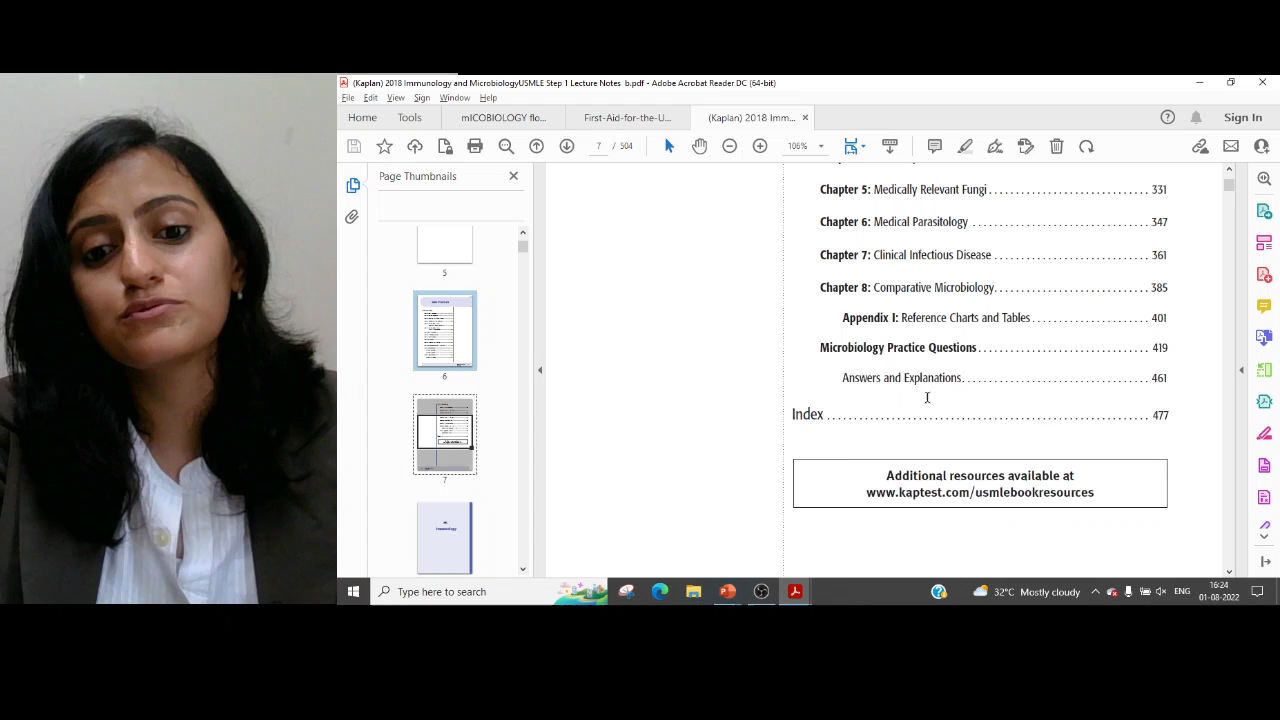 (Kaplan) 2018 Immunology and MicrobiologyUSMLE Step 1 Lecture Notes b.pdf - Adobe Acrobat Reader DC (64-bit)
File Edit View Sign Window Help
Home Tools mICOBIOLOGY flo... First-Aid-for-the-U... (Kaplan) 2018 Imm... Sign In
7 / 504 106%
Page Thumbnails
5
6
7
Immunology
Chapter 5: Medically Relevant Fungi . . . . . . . . . . . . . . . . . . . . . . . . . . . . 331
Chapter 6: Medical Parasitology . . . . . . . . . . . . . . . . . . . . . . . . . . . . . . 347
Chapter 7: Clinical Infectious Disease . . . . . . . . . . . . . . . . . . . . . . . . . . . 361
Chapter 8: Comparative Microbiology. . . . . . . . . . . . . . . . . . . . . . . . . . . 385
Appendix I: Reference Charts and Tables . . . . . . . . . . . . . . . . . . . . . 401
Microbiology Practice Questions . . . . . . . . . . . . . . . . . . . . . . . . . . . . . . 419
Answers and Explanations. . . . . . . . . . . . . . . . . . . . . . . . . . . . . . . . 461
Index . . . . . . . . . . . . . . . . . . . . . . . . . . . . . . . . . . . . . . . . . . . . . . . . . . 477
Additional resources available at
www.kaptest.com/usmlebookresources
Type here to search
32°C Mostly cloudy ENG 16:24
01-08-2022